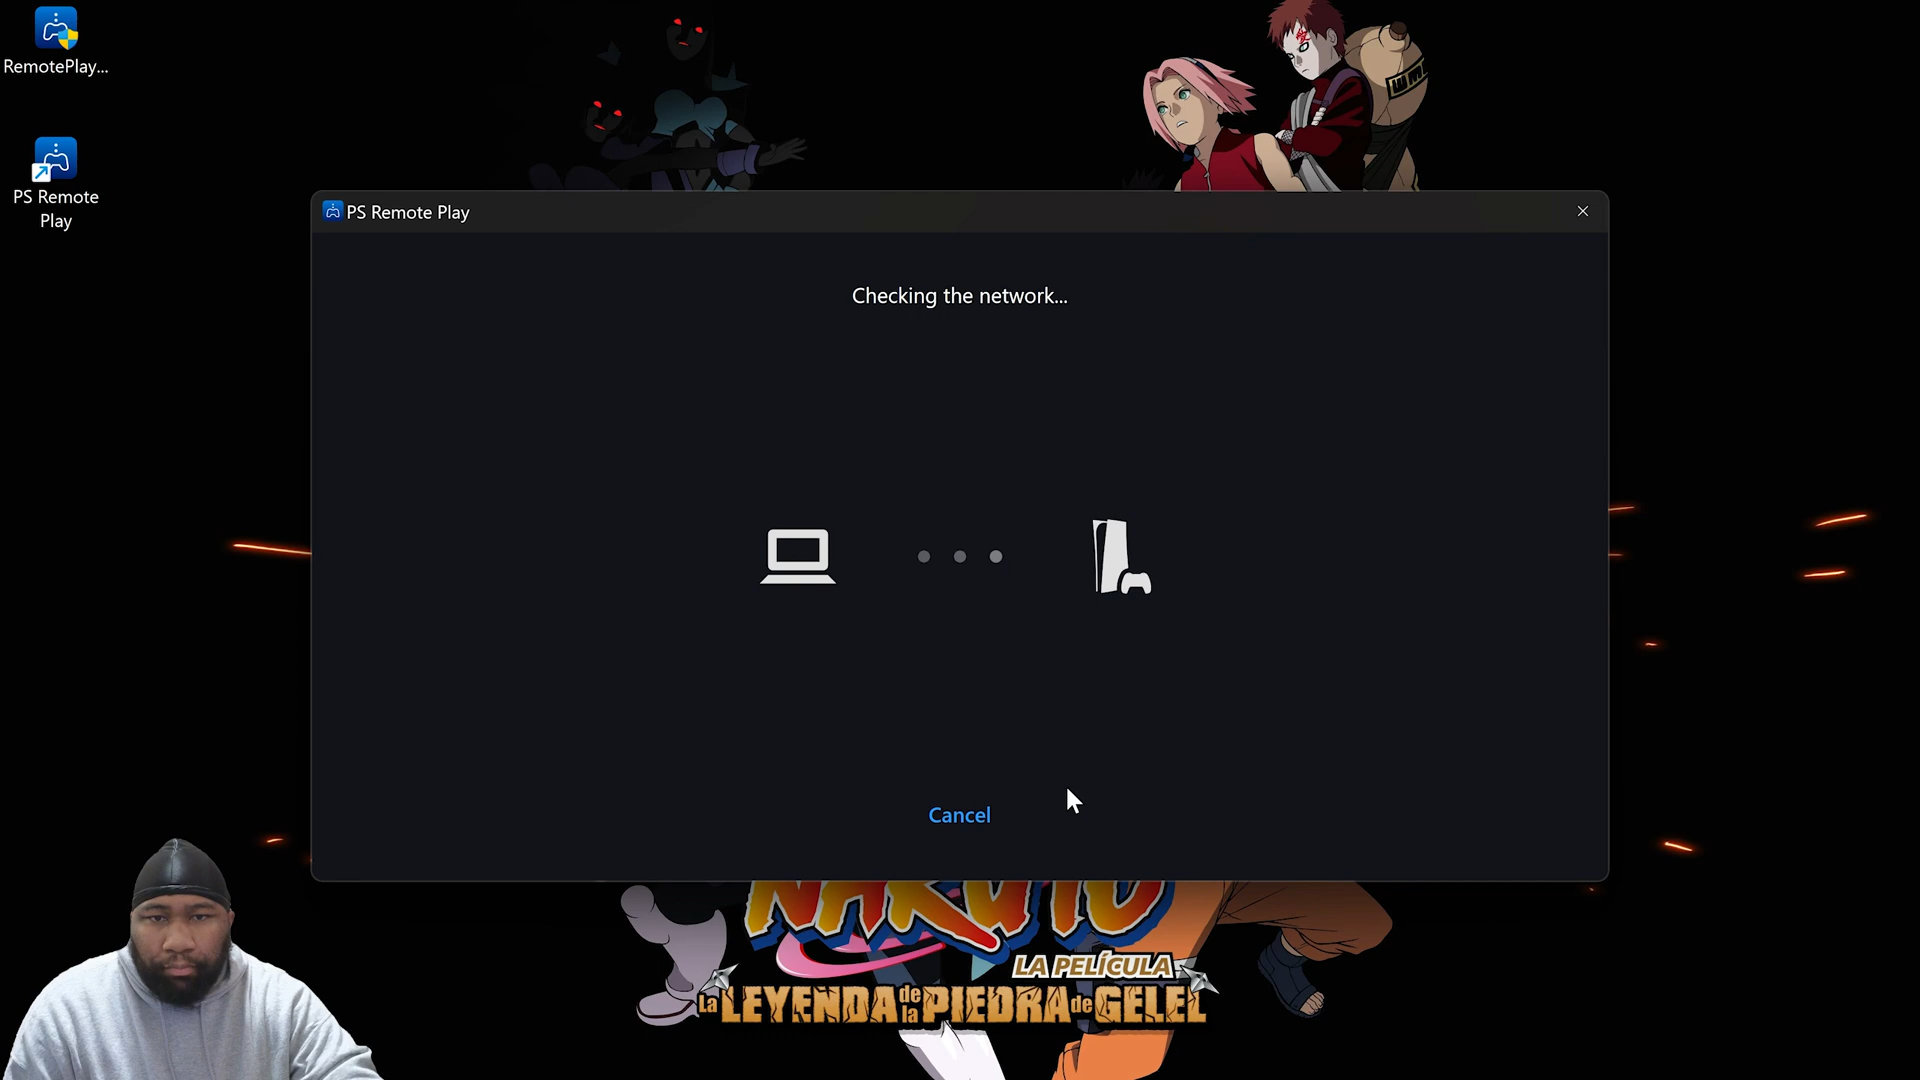 RemotePlay...
PS Remote
Play
PS Remote Play
Checking the network...
Cancel
NARUTO
LA PELÍCULA
La LEYENDA de la PIEDRA de GELEL